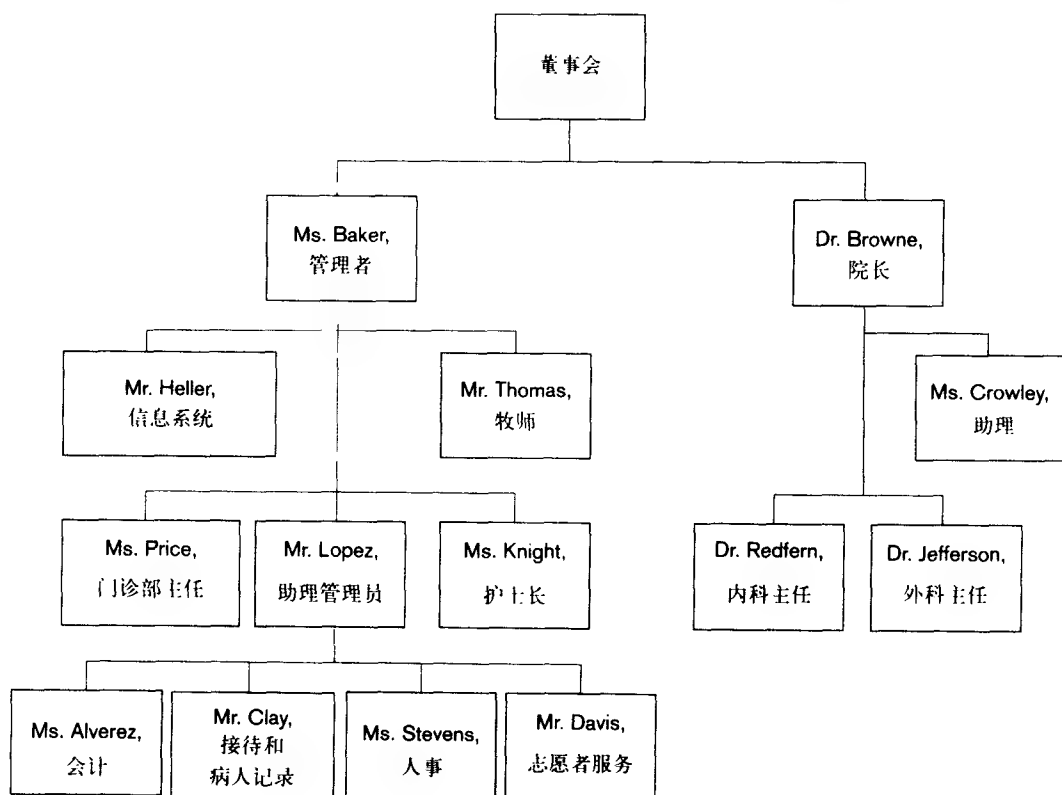 董事会
Ms. Baker,
管理者
Dr. Browne,
院长
Mr. Heller,
信息系统
Mr. Thomas,
牧师
Ms. Crowley,
助理
Ms. Price,
门诊部主任
Mr. Lopez,
助理管理员
Ms. Knight,
护士长
Dr. Redfern,
内科主任
Dr. Jefferson,
外科主任
Ms. Alverez,
会计
Mr. Clay,
接待和
病人记录
Ms. Stevens,
人事
Mr. Davis,
志愿者服务